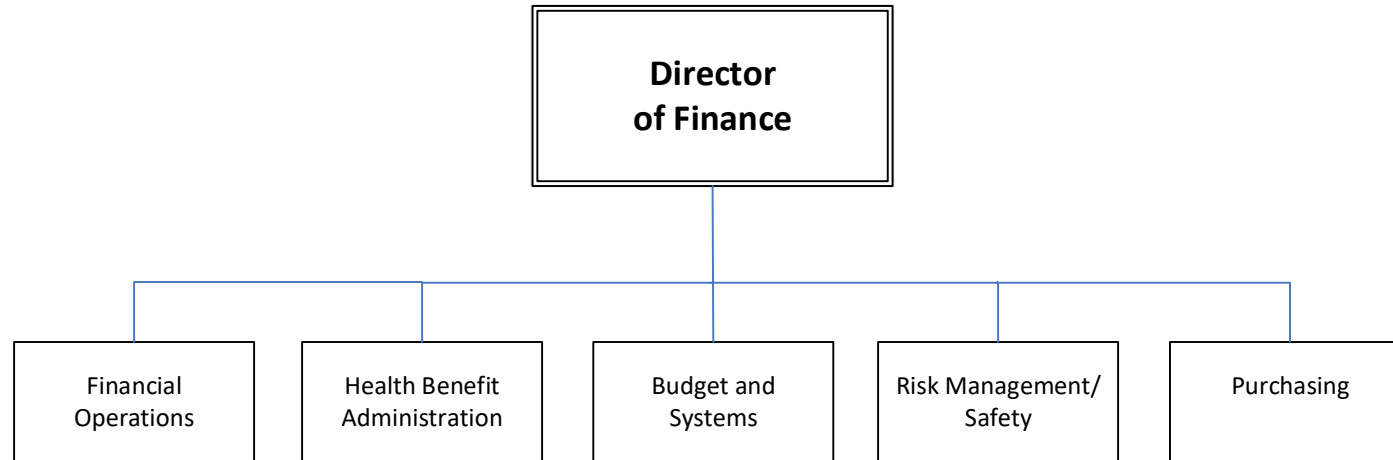 Director
of Finance
Financial
Operations
Health Benefit
Administration
Budget and
Systems
Risk Management/
Safety
Purchasing